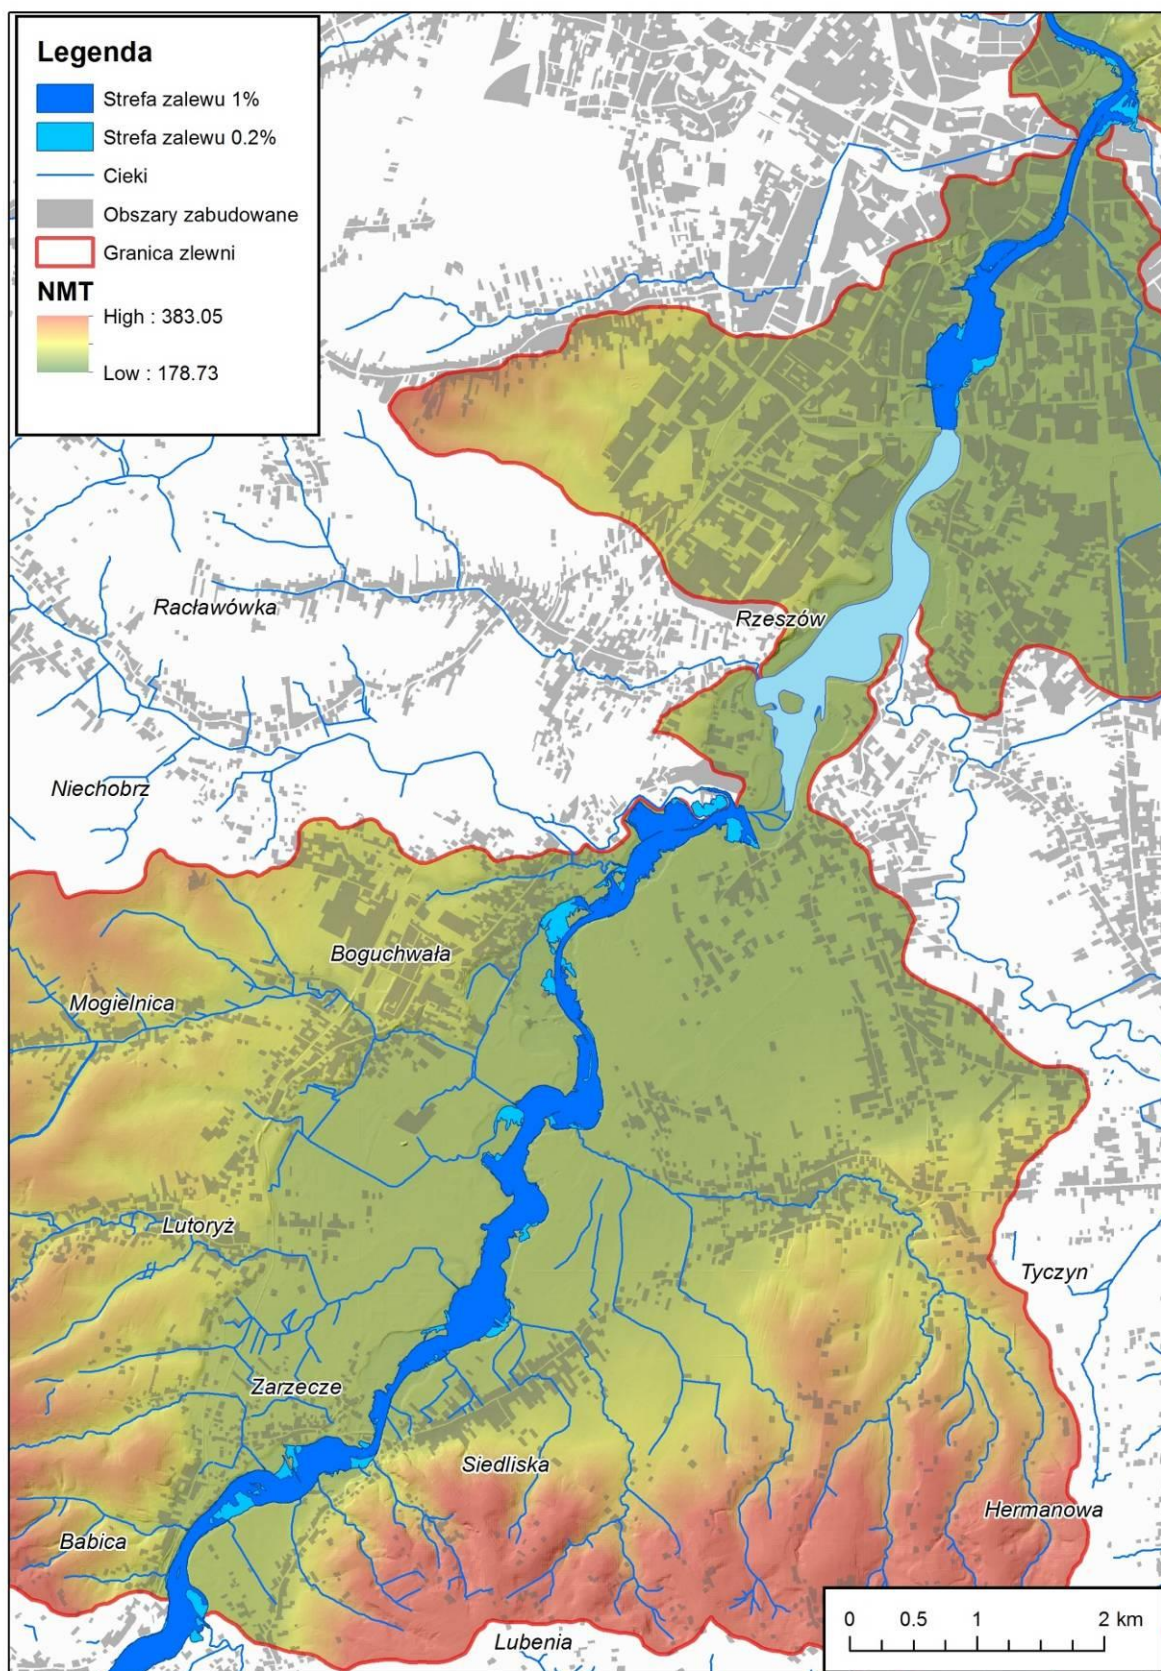 Legenda
Strefa zalewu 1%
Strefa zalewu 0.2%
Cieki
Obszary zabudowane
Granica zlewni
NMT
High : 383.05
Low : 178.73
Racławówka
Rzeszów
Niechobrz
Boguchwała
Mogielnica
Lutoryż
Tyczyn
Zarzecze
Siedliska
Hermanowa
Babica
Lubenia
0 0.5 1 2 km